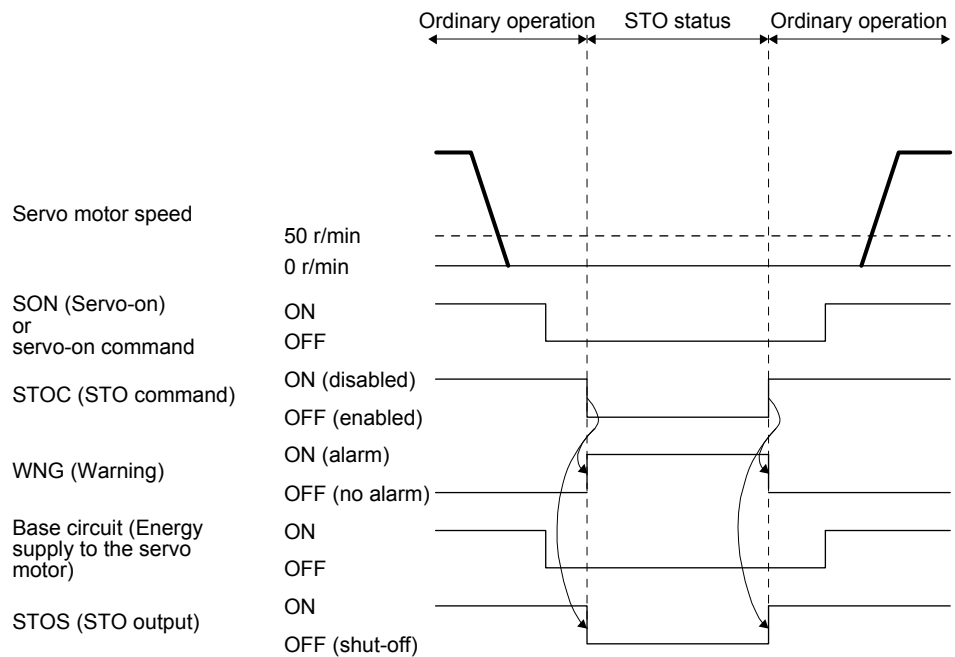 Ordinary operation STO status Ordinary operation
Servo motor speed
50 r/min
0 r/min
SON (Servo-on)
or
servo-on command
ON
OFF
STOC (STO command)
ON (disabled)
OFF (enabled)
WNG (Warning)
ON (alarm)
OFF (no alarm)
Base circuit (Energy
supply to the servo
motor)
ON
OFF
STOS (STO output)
ON
OFF (shut-off)